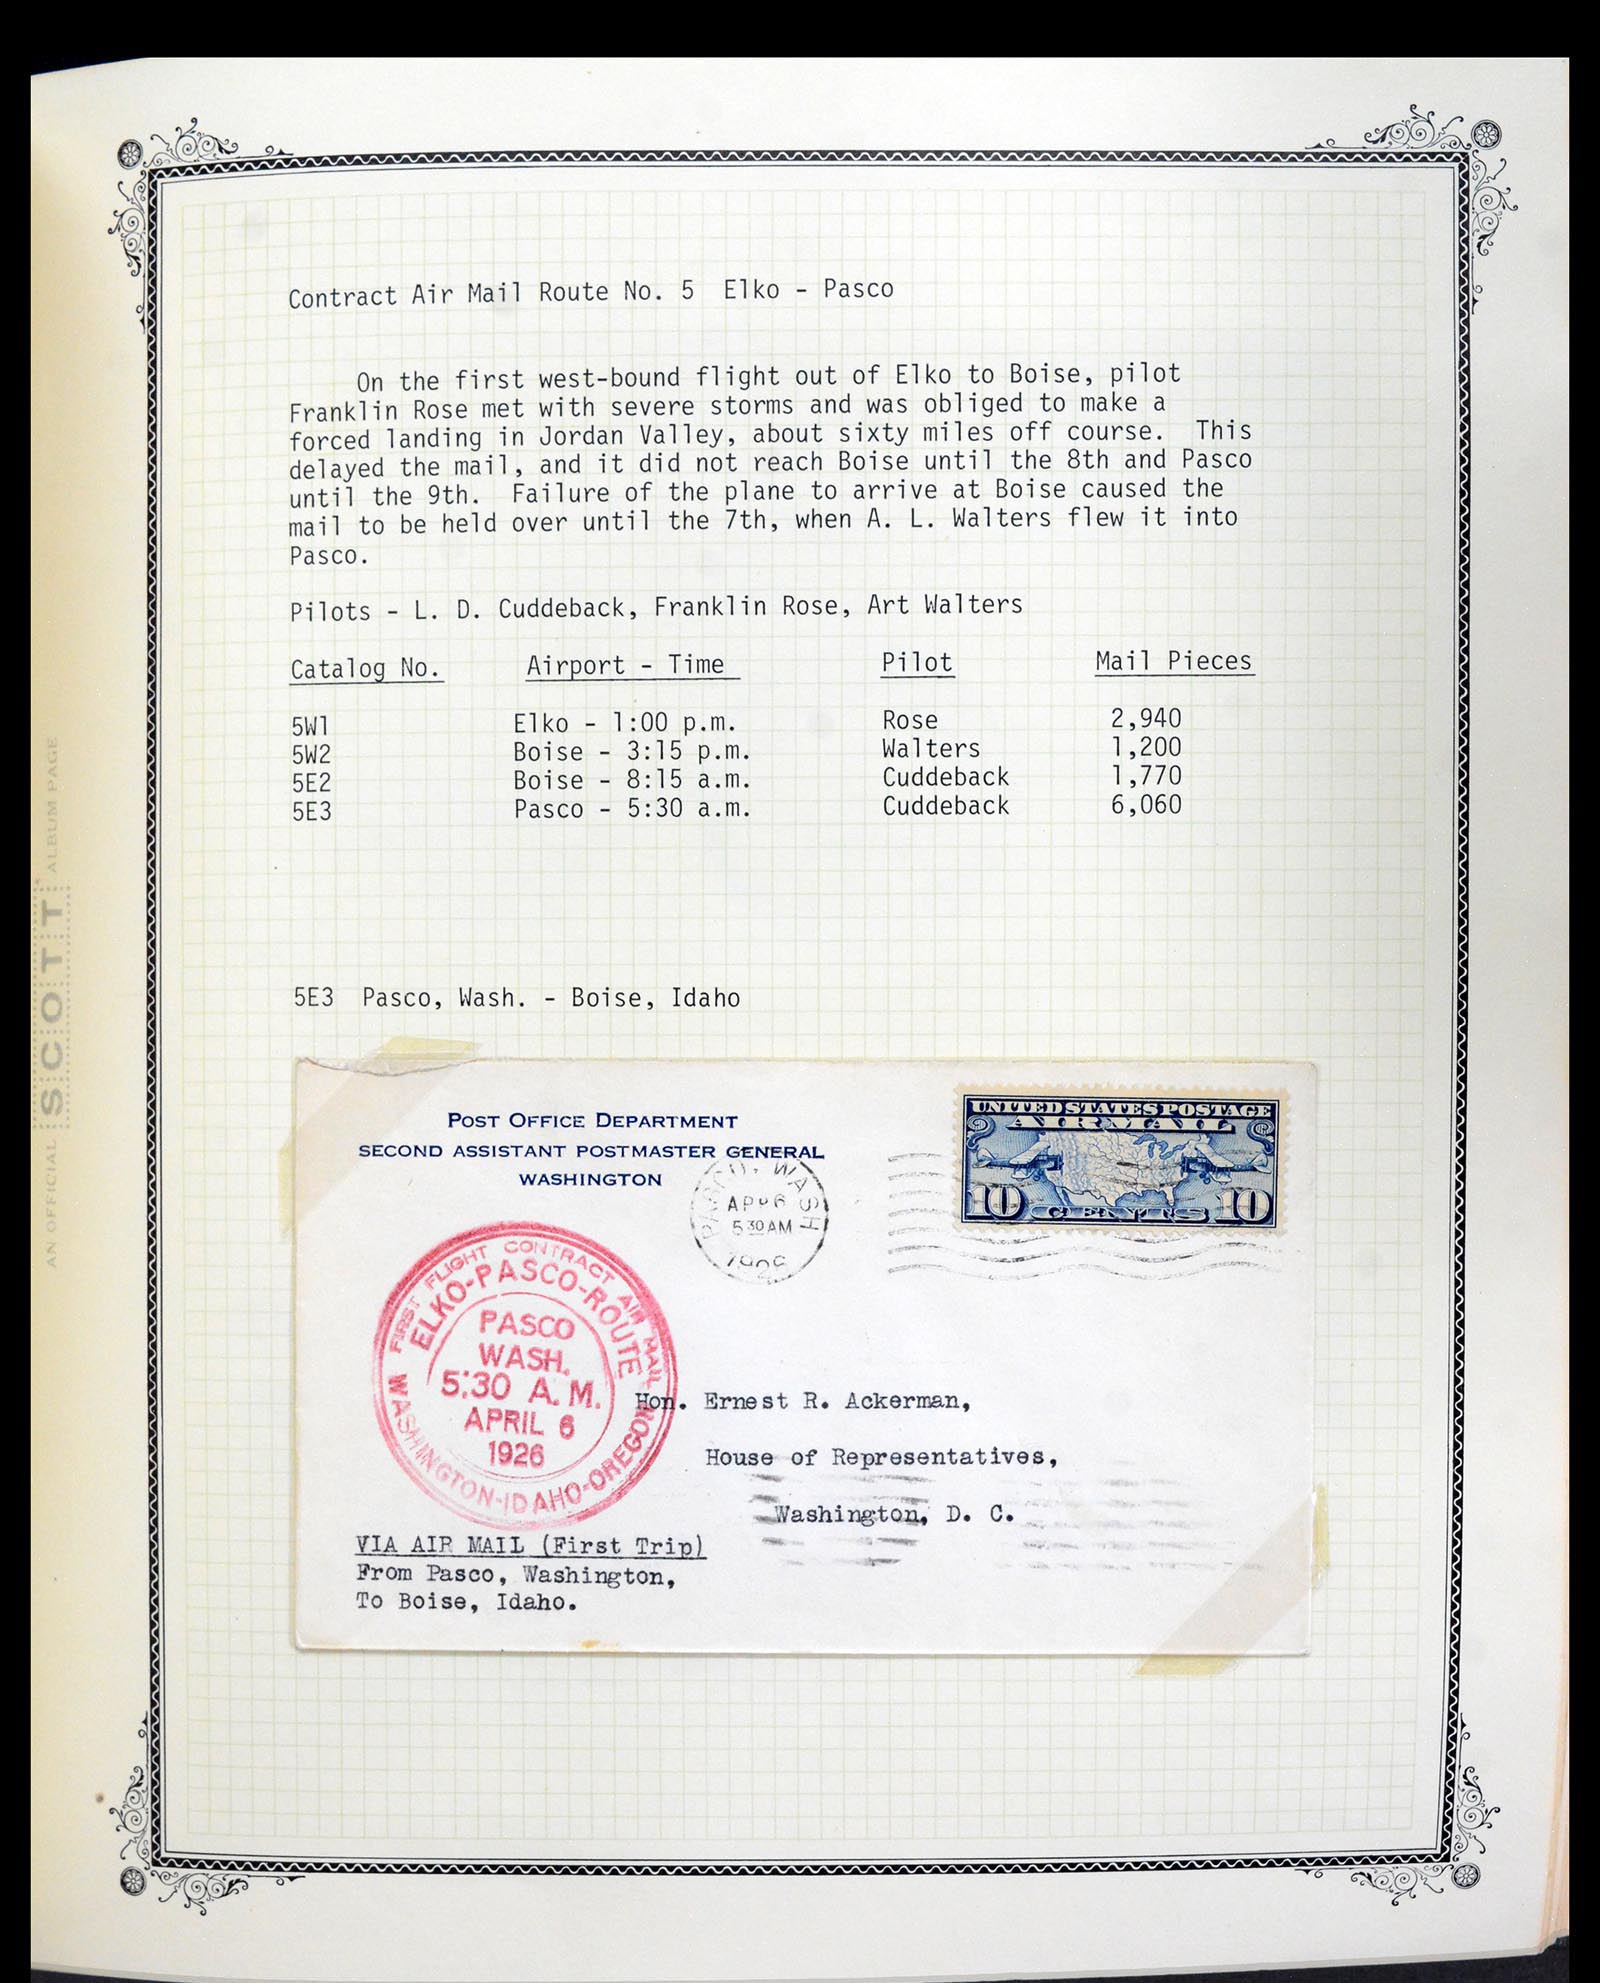 Contract Air Mail Route No. 5  Elko - Pasco
On the first west-bound flight out of Elko to Boise, pilot
Franklin Rose met with severe storms and was obliged to make a
forced landing in Jordan Valley, about sixty miles off course.  This
delayed the mail, and it did not reach Boise until the 8th and Pasco
until the 9th.  Failure of the plane to arrive at Boise caused the
mail to be held over until the 7th, when A. L. Walters flew it into
Pasco.
Pilots - L. D. Cuddeback, Franklin Rose, Art Walters
Catalog No. Airport - Time Pilot Mail Pieces
5W1 Elko - 1:00 p.m. Rose 2,940
5W2 Boise - 3:15 p.m. Walters 1,200
5E2 Boise - 8:15 a.m. Cuddeback 1,770
5E3 Pasco - 5:30 a.m. Cuddeback 6,060
AN OFFICIAL SCOTT ALBUM PAGE
5E3  Pasco, Wash. - Boise, Idaho
POST OFFICE DEPARTMENT
SECOND ASSISTANT POSTMASTER GENERAL
WASHINGTON
UNITED STATES POSTAGE
AIR MAIL
10 CENTS 10
WASH
APR 6
5 30 AM
FIRST FLIGHT CONTRACT AIR MAIL
ELKO-PASCO-ROUTE
PASCO
WASH.
5:30 A.M.
APRIL 6
1926
WASHINGTON-IDAHO-OREGON
Hon. Ernest R. Ackerman,
House of Representatives,
Washington, D. C.
VIA AIR MAIL (First Trip)
From Pasco, Washington,
To Boise, Idaho.